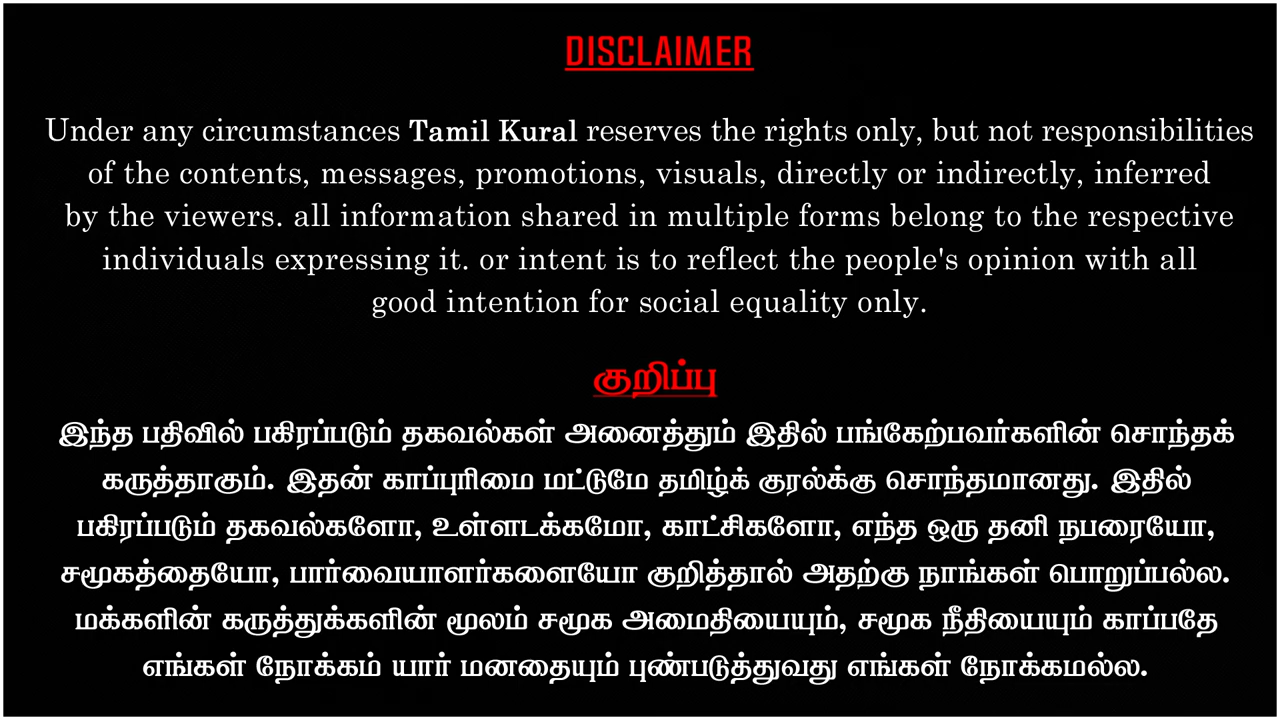 DISCLAIMER
Under any circumstances Tamil Kural reserves the rights only, but not responsibilities
of the contents, messages, promotions, visuals, directly or indirectly, inferred
by the viewers. all information shared in multiple forms belong to the respective
individuals expressing it. or intent is to reflect the people's opinion with all
good intention for social equality only.
குறிப்பு
இந்த பதிவில் பகிரப்படும் தகவல்கள் அனைத்தும் இதில் பங்கேற்பவர்களின் சொந்தக்
கருத்தாகும். இதன் காப்புரிமை மட்டுமே தமிழ்க் குரல்க்கு சொந்தமானது. இதில்
பகிரப்படும் தகவல்களோ, உள்ளடக்கமோ, காட்சிகளோ, எந்த ஒரு தனி நபரையோ,
சமூகத்தையோ, பார்வையாளர்களையோ குறித்தால் அதற்கு நாங்கள் பொறுப்பல்ல.
மக்களின் கருத்துக்களின் மூலம் சமூக அமைதியையும், சமூக நீதியையும் காப்பதே
எங்கள் நோக்கம் யார் மனதையும் புண்படுத்துவது எங்கள் நோக்கமல்ல.